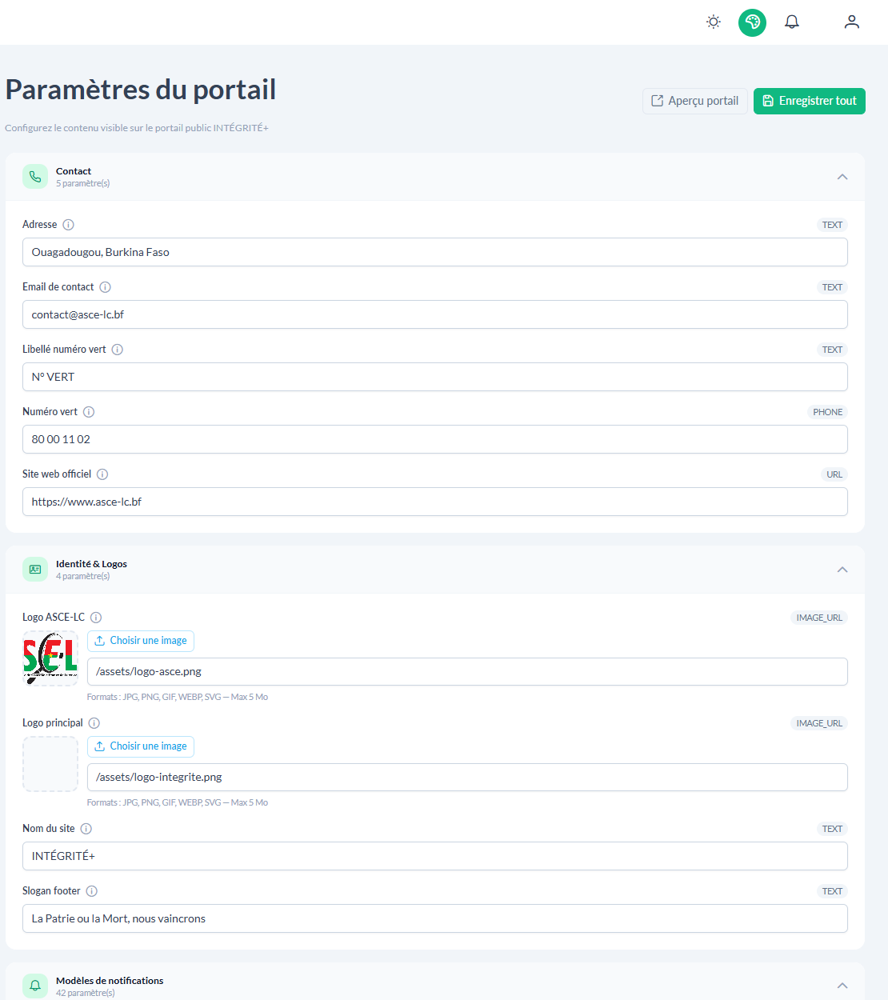 Paramètres du portail
Aperçu portail
Enregistrer tout
Configurez le contenu visible sur le portail public INTÉGRITÉ+
Contact
5 paramètre(s)
Adresse
TEXT
Ouagadougou, Burkina Faso
Email de contact
TEXT
contact@asce-lc.bf
Libellé numéro vert
TEXT
N° VERT
Numéro vert
PHONE
80 00 11 02
Site web officiel
URL
https://www.asce-lc.bf
Identité & Logos
4 paramètre(s)
Logo ASCE-LC
IMAGE_URL
Choisir une image
/assets/logo-asce.png
Formats : JPG, PNG, GIF, WEBP, SVG — Max 5 Mo
Logo principal
IMAGE_URL
Choisir une image
/assets/logo-integrite.png
Formats : JPG, PNG, GIF, WEBP, SVG — Max 5 Mo
Nom du site
TEXT
INTÉGRITÉ+
Slogan footer
TEXT
La Patrie ou la Mort, nous vaincrons
Modèles de notifications
42 paramètre(s)